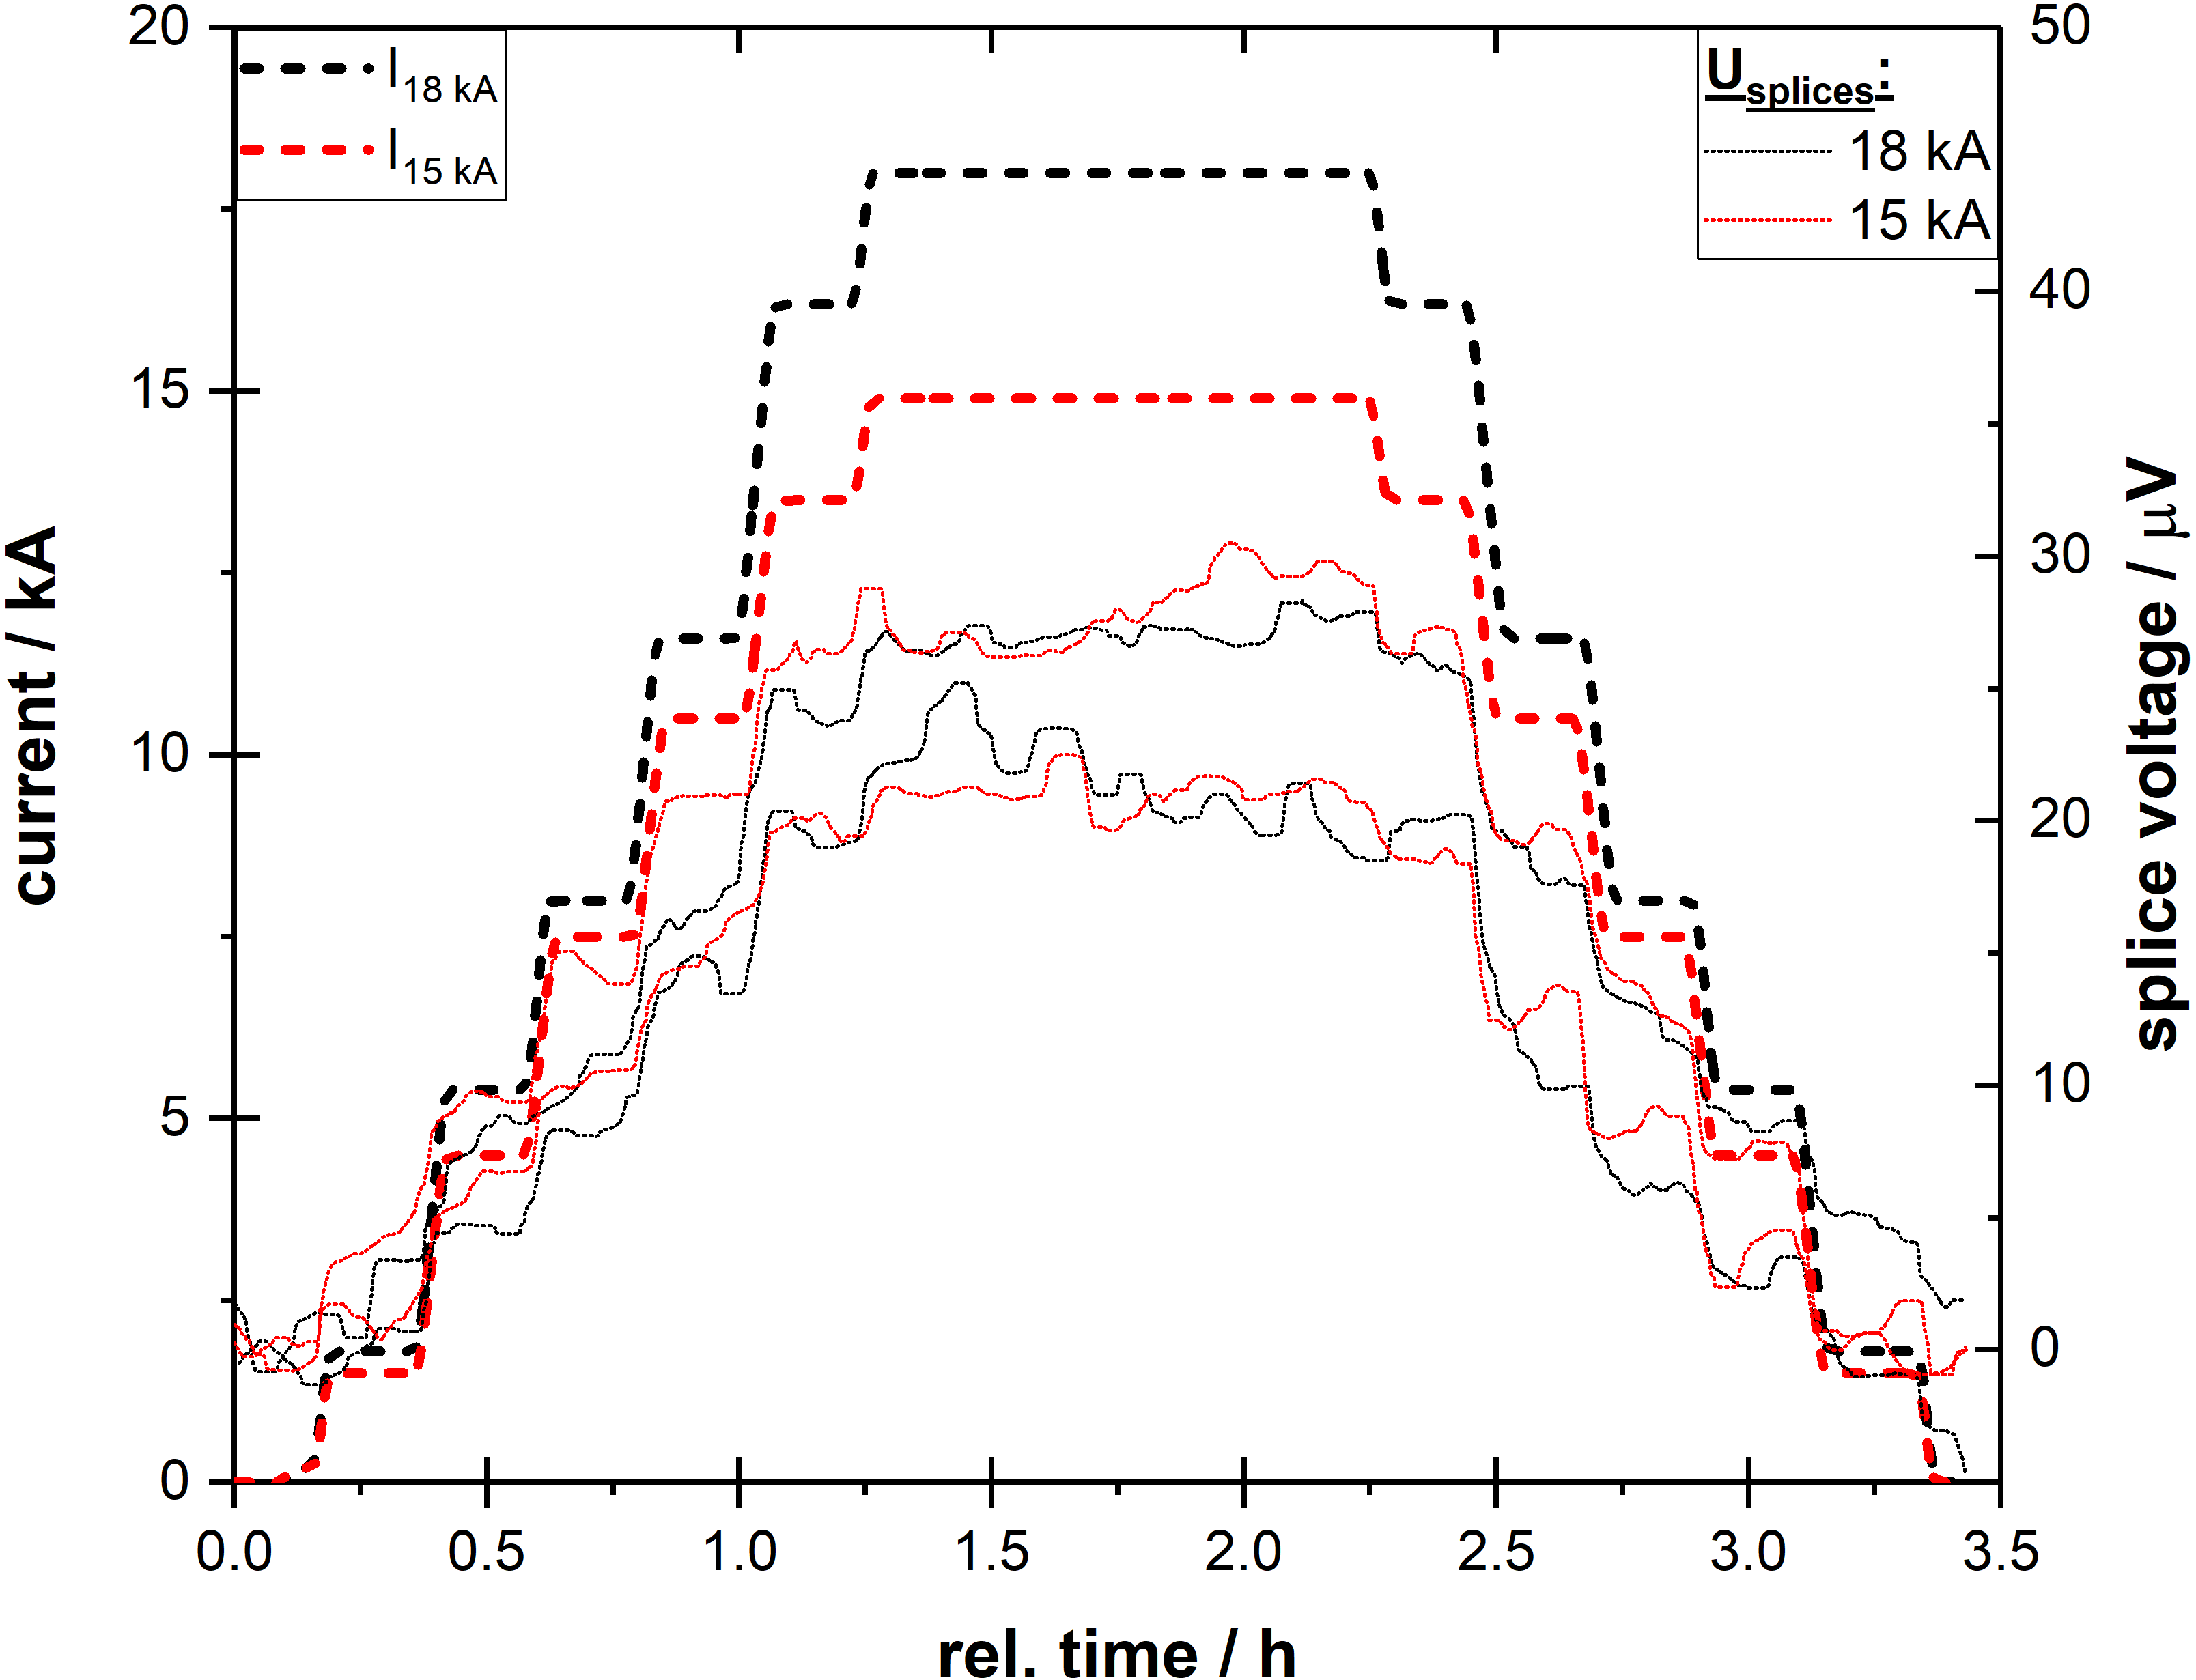 I18 kA
I15 kA
Usplices:
18 kA
15 kA
20
15
10
5
0
current / kA
50
40
30
20
10
0
splice voltage / μV
0.0 0.5 1.0 1.5 2.0 2.5 3.0 3.5
rel. time / h